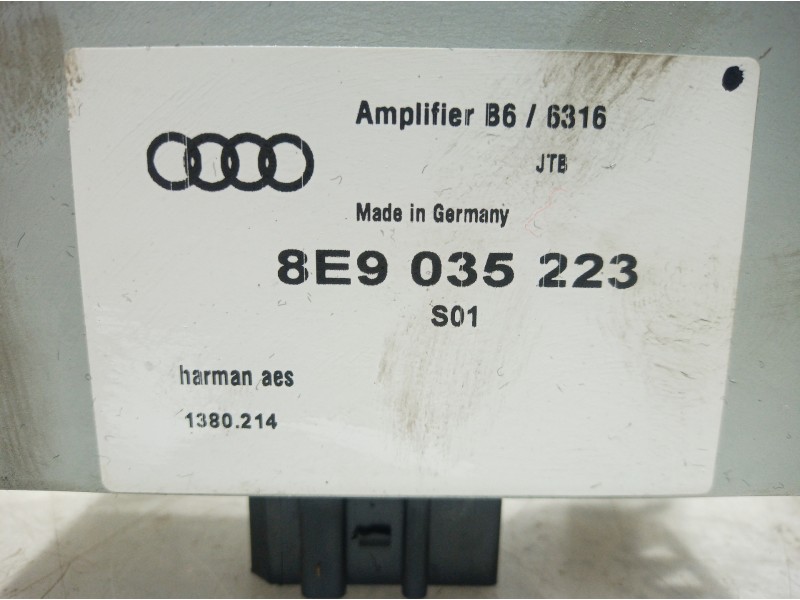 Amplifier B6 / 6316
JTB
Made in Germany
8E9 035 223
S01
harman aes
1380.214